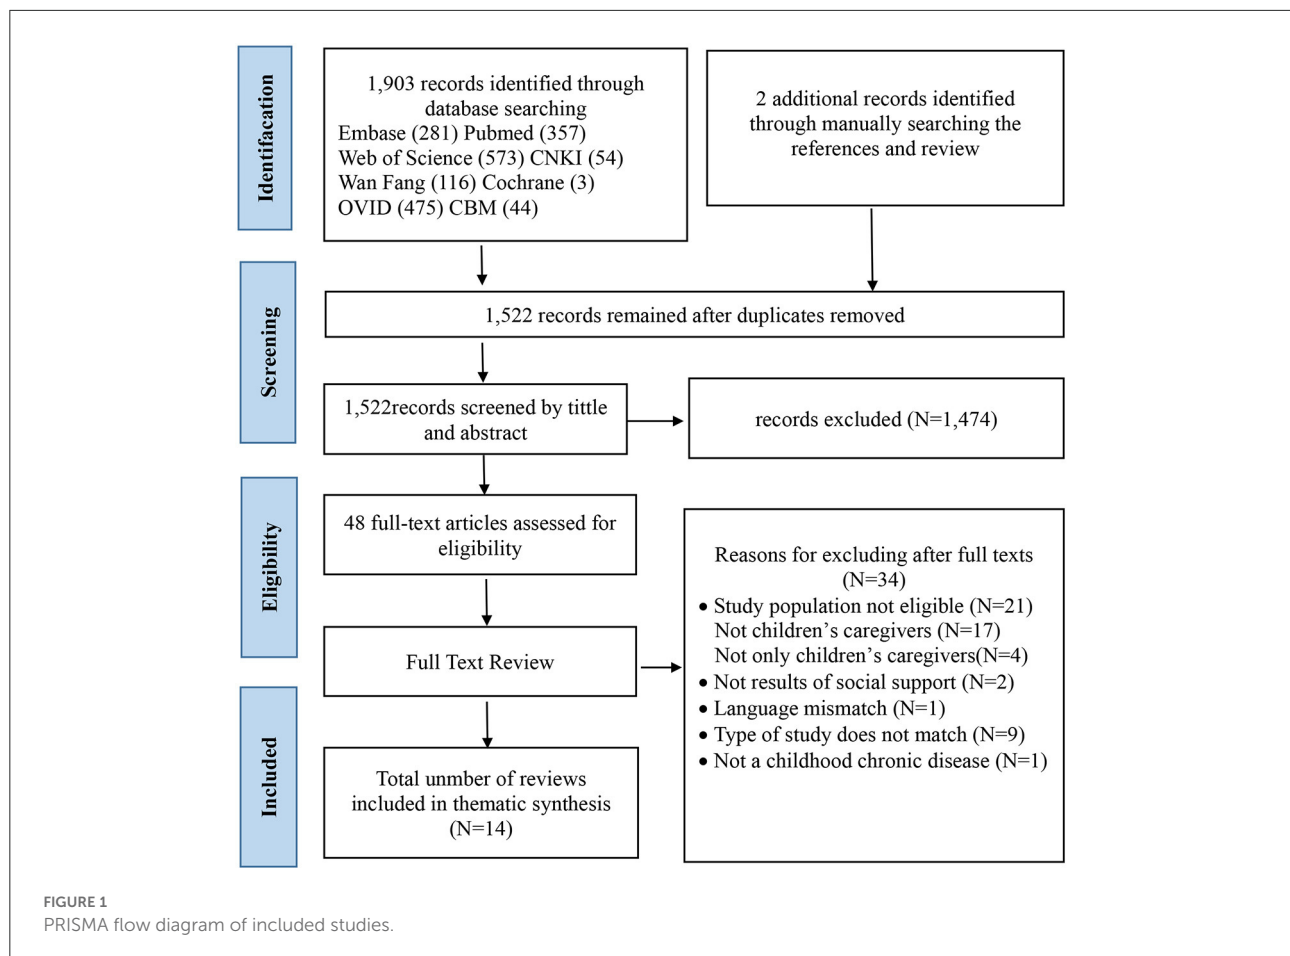 Identifacation
1,903 records identified through
database searching
Embase (281) Pubmed (357)
Web of Science (573) CNKI (54)
Wan Fang (116) Cochrane (3)
OVID (475) CBM (44)
2 additional records identified
through manually searching the
references and review
Screening
1,522 records remained after duplicates removed
1,522records screened by tittle
and abstract
records excluded (N=1,474)
Eligibility
48 full-text articles assessed for
eligibility
Full Text Review
Reasons for excluding after full texts
(N=34)
• Study population not eligible (N=21)
Not children’s caregivers (N=17)
Not only children’s caregivers(N=4)
• Not results of social support (N=2)
• Language mismatch (N=1)
• Type of study does not match (N=9)
• Not a childhood chronic disease (N=1)
Included
Total unmber of reviews
included in thematic synthesis
(N=14)
FIGURE 1
PRISMA flow diagram of included studies.